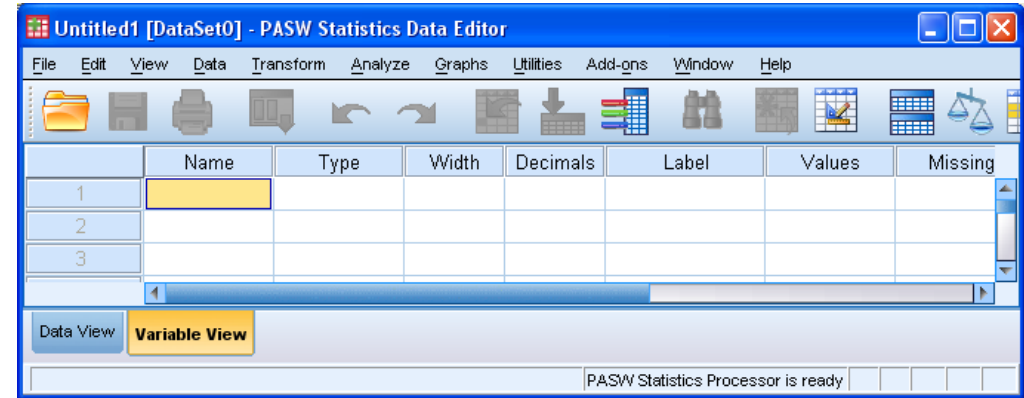 Untitled1 [DataSet0] - PASW Statistics Data Editor
File Edit View Data Transform Analyze Graphs Utilities Add-ons Window Help
Name Type Width Decimals Label Values Missing
1
2
3
Data View Variable View
PASW Statistics Processor is ready